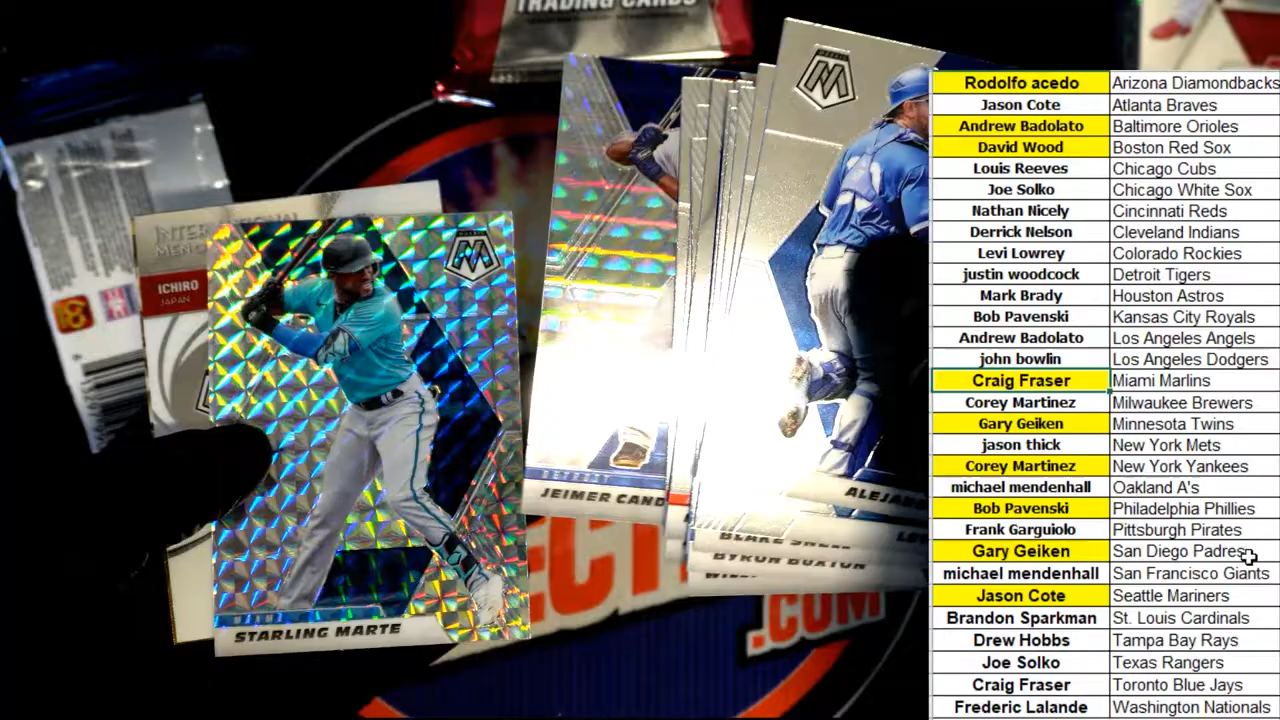 TRADING CARDS
ICHIRO
JAPAN
STARLING MARTE
JEIMER CAND
BYRON BUXTON
.COM
Rodolfo acedo Arizona Diamondbacks
Jason Cote Atlanta Braves
Andrew Badolato Baltimore Orioles
David Wood Boston Red Sox
Louis Reeves Chicago Cubs
Joe Solko Chicago White Sox
Nathan Nicely Cincinnati Reds
Derrick Nelson Cleveland Indians
Levi Lowrey Colorado Rockies
justin woodcock Detroit Tigers
Mark Brady Houston Astros
Bob Pavenski Kansas City Royals
Andrew Badolato Los Angeles Angels
john bowlin Los Angeles Dodgers
Craig Fraser Miami Marlins
Corey Martinez Milwaukee Brewers
Gary Geiken Minnesota Twins
jason thick New York Mets
Corey Martinez New York Yankees
michael mendenhall Oakland A's
Bob Pavenski Philadelphia Phillies
Frank Garguiolo Pittsburgh Pirates
Gary Geiken San Diego Padres
michael mendenhall San Francisco Giants
Jason Cote Seattle Mariners
Brandon Sparkman St. Louis Cardinals
Drew Hobbs Tampa Bay Rays
Joe Solko Texas Rangers
Craig Fraser Toronto Blue Jays
Frederic Lalande Washington Nationals